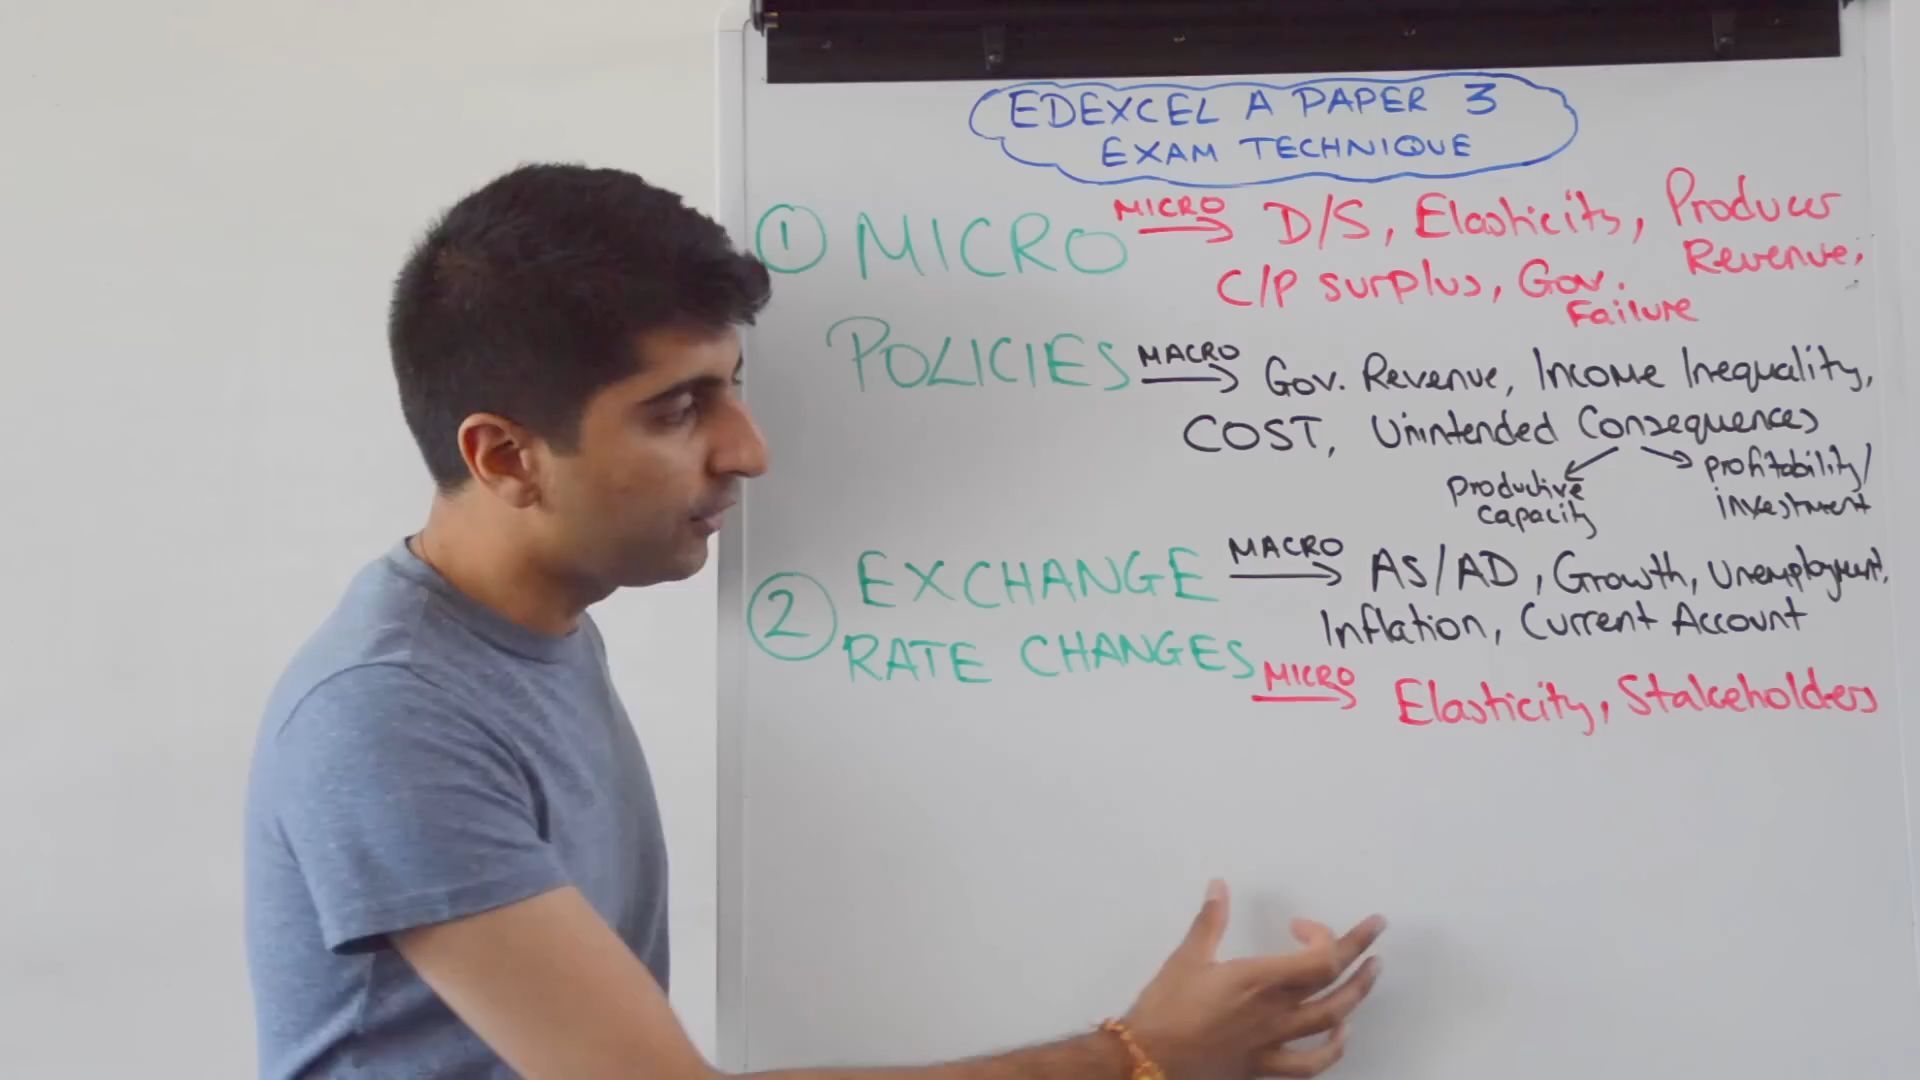 EDEXCEL A PAPER 3
EXAM TECHNIQUE
① MICRO
POLICIES
MICRO → D/S, Elasticity, Producer
Revenue,
C/P surplus, Gov.
Failure
MACRO → Gov. Revenue, Income Inequality,
COST, Unintended Consequences
productive
capacity
profitability/
investment
② EXCHANGE
RATE CHANGES
MACRO → AS/AD, Growth, Unemployment,
Inflation, Current Account
MICRO → Elasticity, Stakeholders